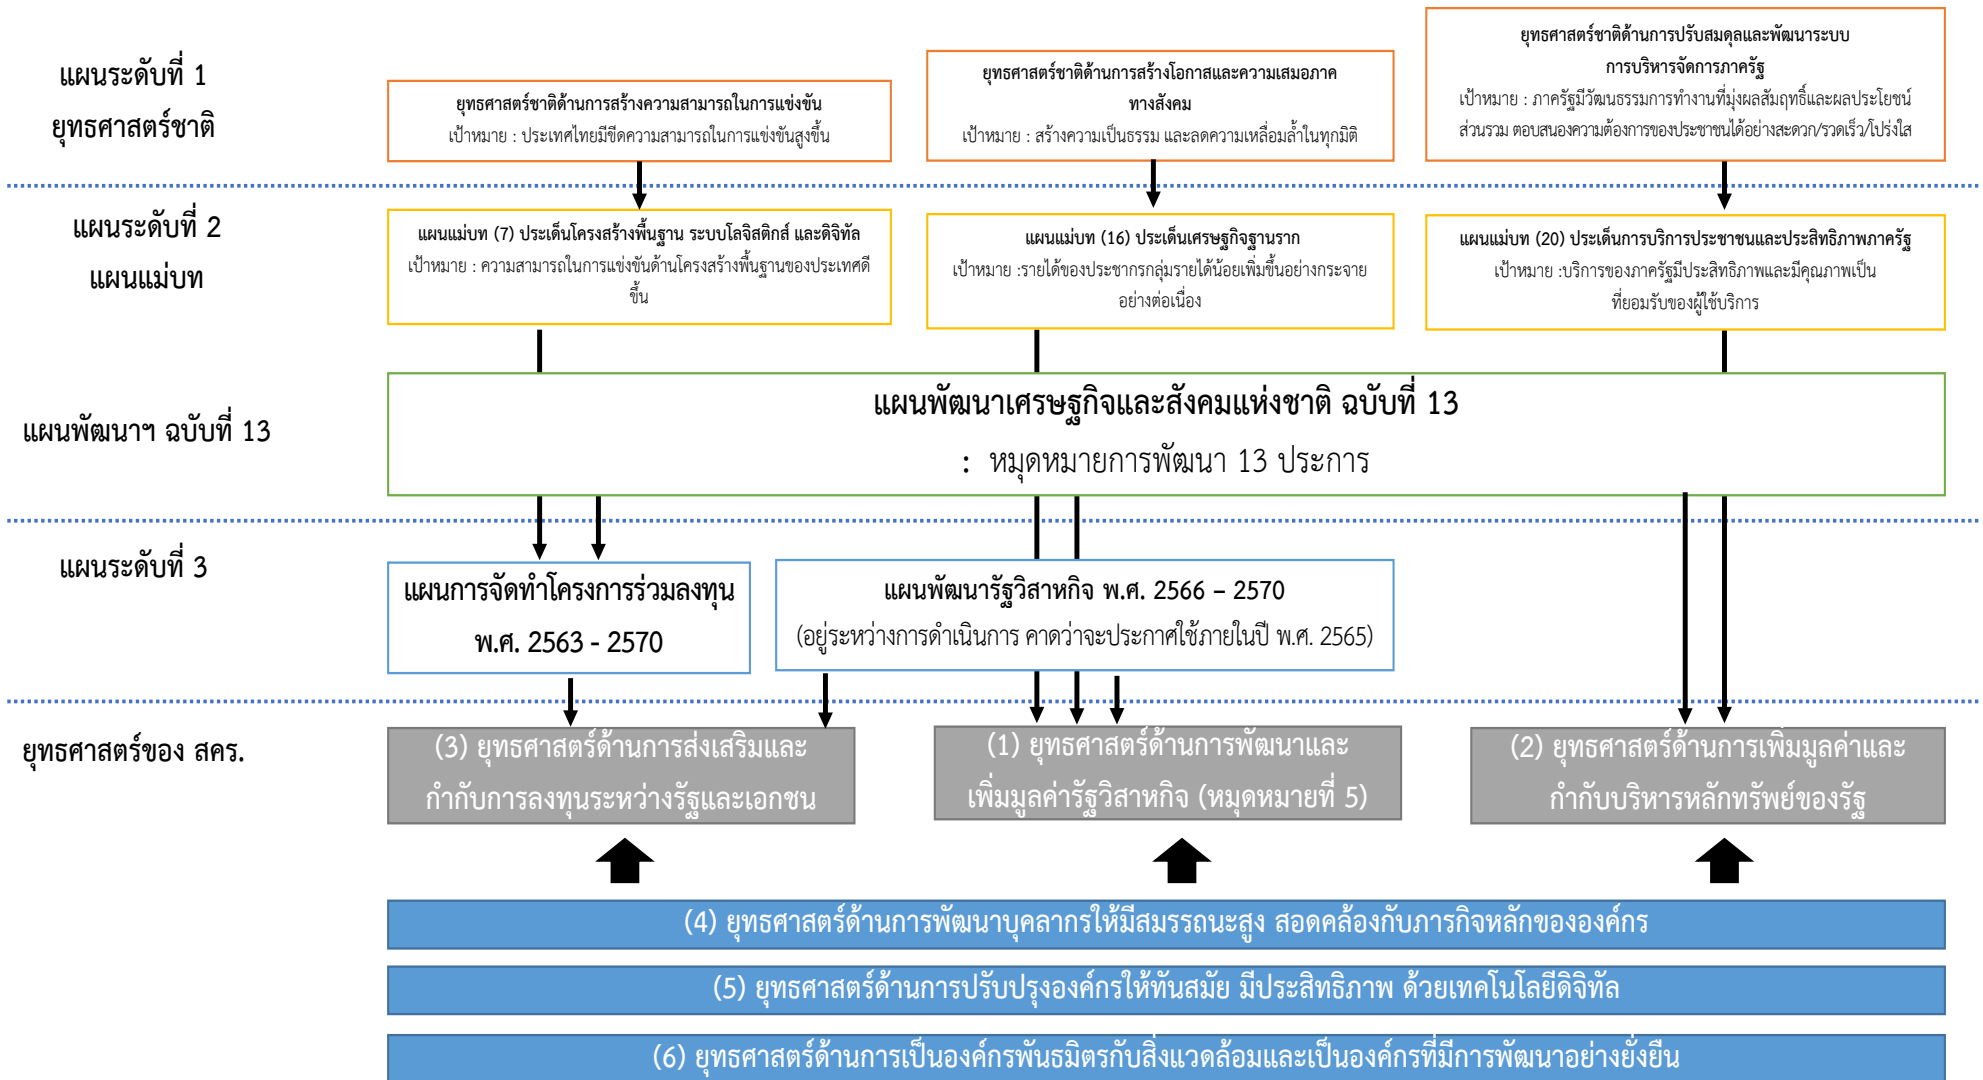 แผนระดับที่ 1
ยุทธศาสตร์ชาติ
ยุทธศาสตร์ชาติด้านการสร้างความสามารถในการแข่งขัน
เป้าหมาย : ประเทศไทยมีขีดความสามารถในการแข่งขันสูงขึ้น
ยุทธศาสตร์ชาติด้านการสร้างโอกาสและความเสมอภาค
ทางสังคม
เป้าหมาย : สร้างความเป็นธรรม และลดความเหลื่อมล้ำในทุกมิติ
ยุทธศาสตร์ชาติด้านการปรับสมดุลและพัฒนาระบบ
การบริหารจัดการภาครัฐ
เป้าหมาย : ภาครัฐมีวัฒนธรรมการทำงานที่มุ่งผลสัมฤทธิ์และผลประโยชน์
ส่วนรวม ตอบสนองความต้องการของประชาชนได้อย่างสะดวก/รวดเร็ว/โปร่งใส
แผนระดับที่ 2
แผนแม่บท
แผนแม่บท (7) ประเด็นโครงสร้างพื้นฐาน ระบบโลจิสติกส์ และดิจิทัล
เป้าหมาย : ความสามารถในการแข่งขันด้านโครงสร้างพื้นฐานของประเทศดี
ขึ้น
แผนแม่บท (16) ประเด็นเศรษฐกิจฐานราก
เป้าหมาย :รายได้ของประชากรกลุ่มรายได้น้อยเพิ่มขึ้นอย่างกระจาย
อย่างต่อเนื่อง
แผนแม่บท (20) ประเด็นการบริการประชาชนและประสิทธิภาพภาครัฐ
เป้าหมาย :บริการของภาครัฐมีประสิทธิภาพและมีคุณภาพเป็น
ที่ยอมรับของผู้ใช้บริการ
แผนพัฒนาฯ ฉบับที่ 13
แผนพัฒนาเศรษฐกิจและสังคมแห่งชาติ ฉบับที่ 13
: หมุดหมายการพัฒนา 13 ประการ
แผนระดับที่ 3
แผนการจัดทำโครงการร่วมลงทุน
พ.ศ. 2563 - 2570
แผนพัฒนารัฐวิสาหกิจ พ.ศ. 2566 – 2570
(อยู่ระหว่างการดำเนินการ คาดว่าจะประกาศใช้ภายในปี พ.ศ. 2565)
ยุทธศาสตร์ของ สคร.
(3) ยุทธศาสตร์ด้านการส่งเสริมและ
กำกับการลงทุนระหว่างรัฐและเอกชน
(1) ยุทธศาสตร์ด้านการพัฒนาและ
เพิ่มมูลค่ารัฐวิสาหกิจ (หมุดหมายที่ 5)
(2) ยุทธศาสตร์ด้านการเพิ่มมูลค่าและ
กำกับบริหารหลักทรัพย์ของรัฐ
(4) ยุทธศาสตร์ด้านการพัฒนาบุคลากรให้มีสมรรถนะสูง สอดคล้องกับภารกิจหลักขององค์กร
(5) ยุทธศาสตร์ด้านการปรับปรุงองค์กรให้ทันสมัย มีประสิทธิภาพ ด้วยเทคโนโลยีดิจิทัล
(6) ยุทธศาสตร์ด้านการเป็นองค์กรพันธมิตรกับสิ่งแวดล้อมและเป็นองค์กรที่มีการพัฒนาอย่างยั่งยืน